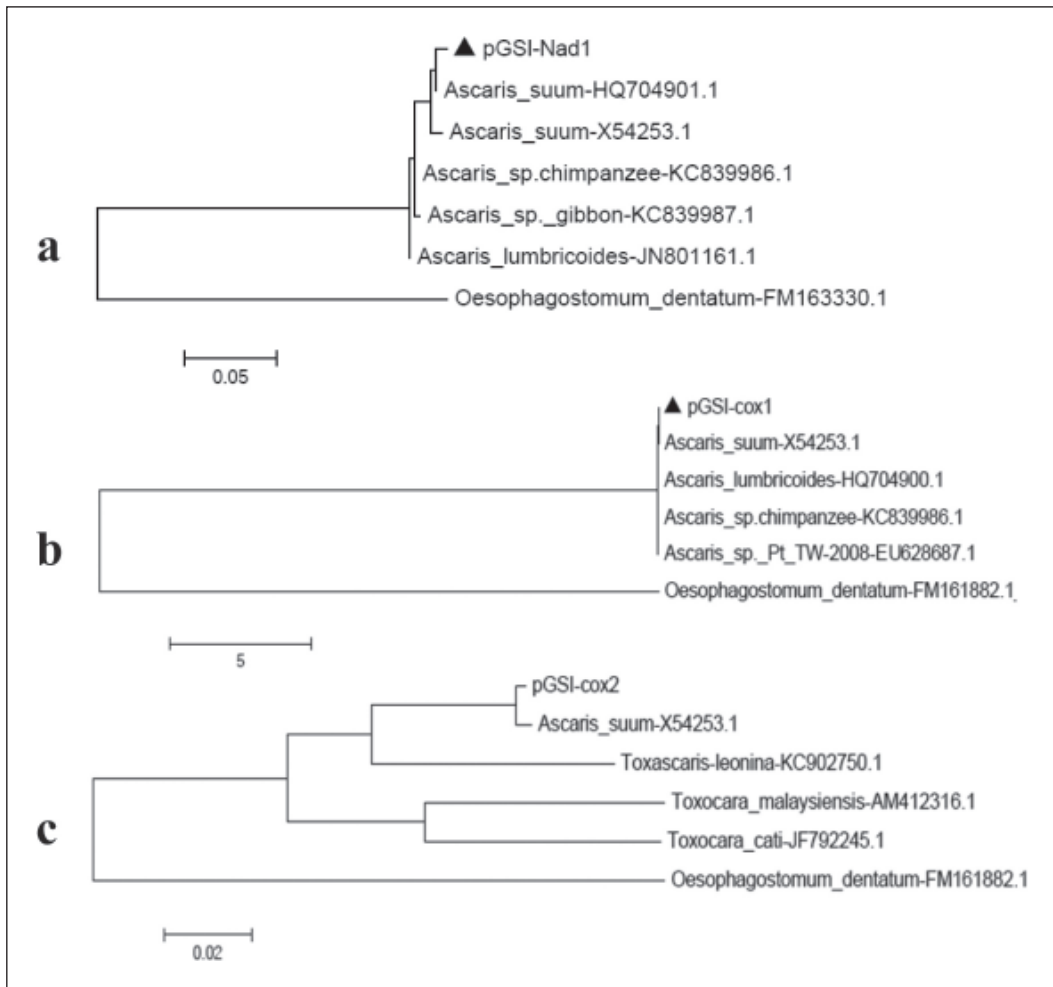 ▲ pGSI-Nad1
Ascaris_suum-HQ704901.1
Ascaris_suum-X54253.1
Ascaris_sp.chimpanzee-KC839986.1
Ascaris_sp._gibbon-KC839987.1
Ascaris_lumbricoides-JN801161.1
Oesophagostomum_dentatum-FM163330.1
a
0.05
▲ pGSI-cox1
Ascaris_suum-X54253.1
Ascaris_lumbricoides-HQ704900.1
Ascaris_sp.chimpanzee-KC839986.1
Ascaris_sp._Pt_TW-2008-EU628687.1
Oesophagostomum_dentatum-FM161882.1
b
5
pGSI-cox2
Ascaris_suum-X54253.1
Toxascaris-leonina-KC902750.1
Toxocara_malaysiensis-AM412316.1
Toxocara_cati-JF792245.1
Oesophagostomum_dentatum-FM161882.1
c
0.02